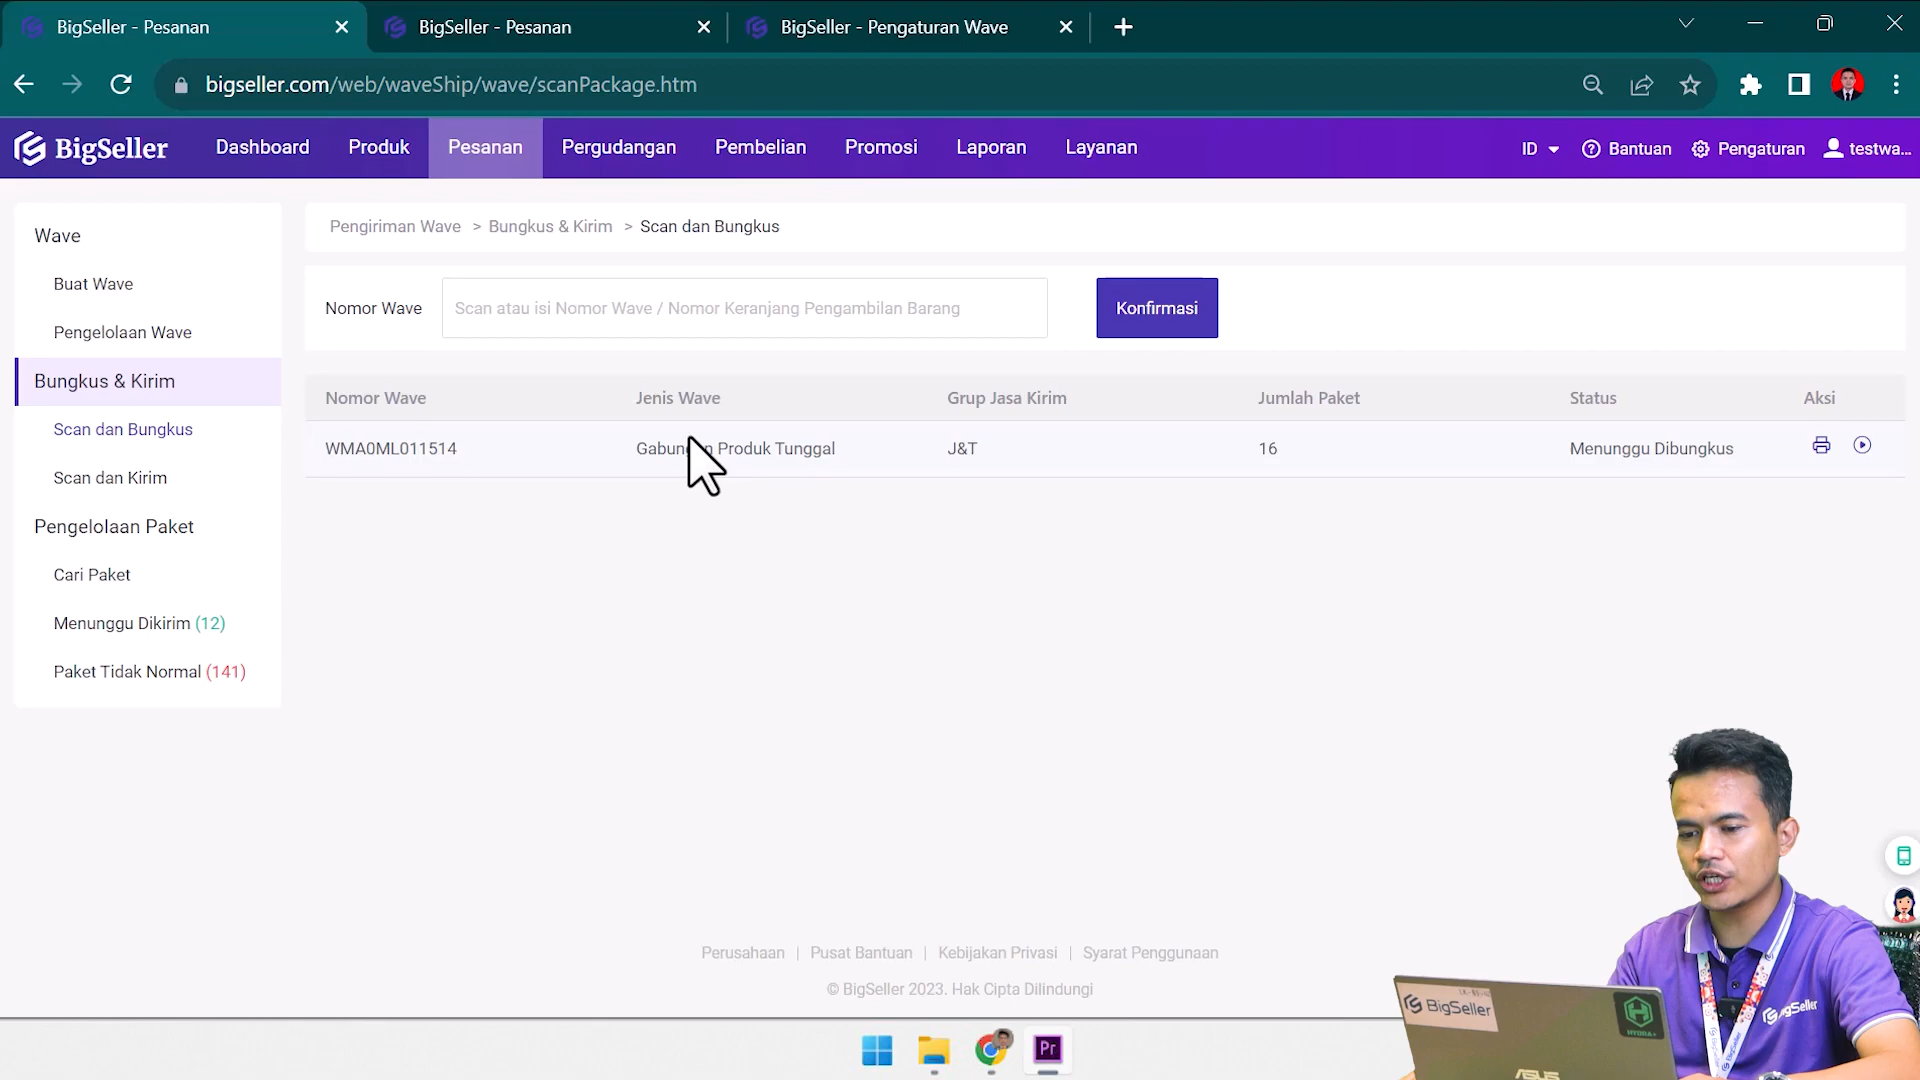 BigSeller - Pesanan
BigSeller - Pesanan
BigSeller - Pengaturan Wave
bigseller.com/web/waveShip/wave/scanPackage.htm
BigSeller
Dashboard
Produk
Pesanan
Pergudangan
Pembelian
Promosi
Laporan
Layanan
ID
Bantuan
Pengaturan
testwa...
Wave
Buat Wave
Pengelolaan Wave
Bungkus & Kirim
Scan dan Bungkus
Scan dan Kirim
Pengelolaan Paket
Cari Paket
Menunggu Dikirim (12)
Paket Tidak Normal (141)
Pengiriman Wave > Bungkus & Kirim > Scan dan Bungkus
Nomor Wave
Scan atau isi Nomor Wave / Nomor Keranjang Pengambilan Barang
Konfirmasi
Nomor Wave Jenis Wave Grup Jasa Kirim Jumlah Paket Status Aksi
WMA0ML011514 Gabungan Produk Tunggal J&T 16 Menunggu Dibungkus
Perusahaan | Pusat Bantuan | Kebijakan Privasi | Syarat Penggunaan
© BigSeller 2023. Hak Cipta Dilindungi
Pr
BigSeller
HYDRA+
ASUS
BigSeller